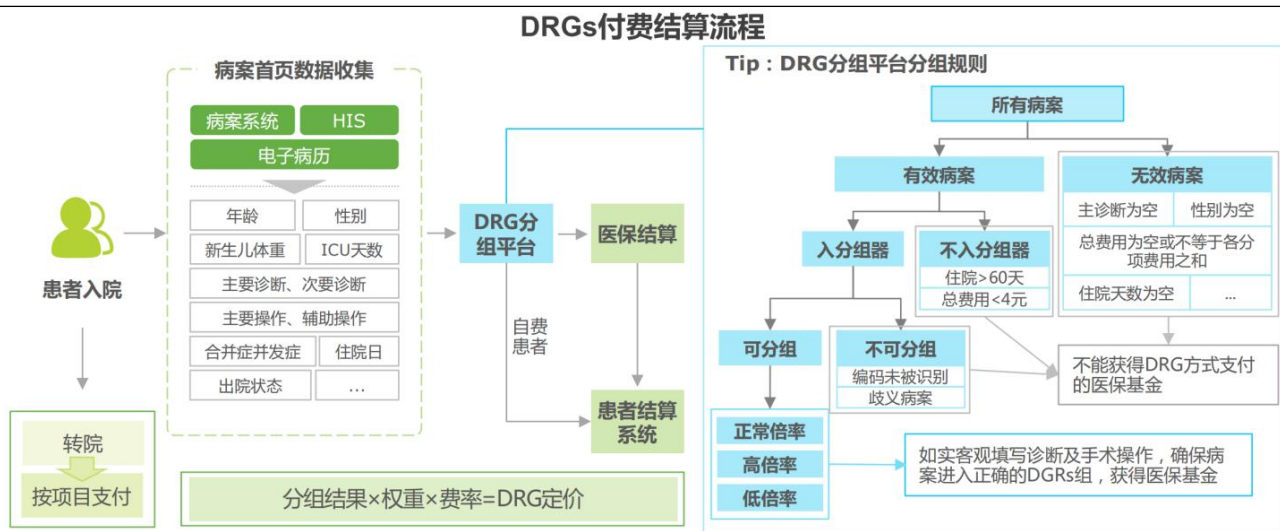 DRGs付费结算流程
病案首页数据收集
病案系统
HIS
电子病历
年龄
性别
新生儿体重
ICU天数
主要诊断、次要诊断
主要操作、辅助操作
合并症并发症
住院日
出院状态
...
患者入院
转院
按项目支付
DRG分
组平台
医保结算
自费
患者
患者结算
系统
分组结果×权重×费率=DRG定价
Tip：DRG分组平台分组规则
所有病案
有效病案
无效病案
主诊断为空
性别为空
总费用为空或不等于各分
项费用之和
住院天数为空
...
入分组器
不入分组器
住院>60天
总费用<4元
可分组
不可分组
编码未被识别
歧义病案
不能获得DRG方式支付
的医保基金
正常倍率
高倍率
低倍率
如实客观填写诊断及手术操作，确保病
案进入正确的DGRs组，获得医保基金